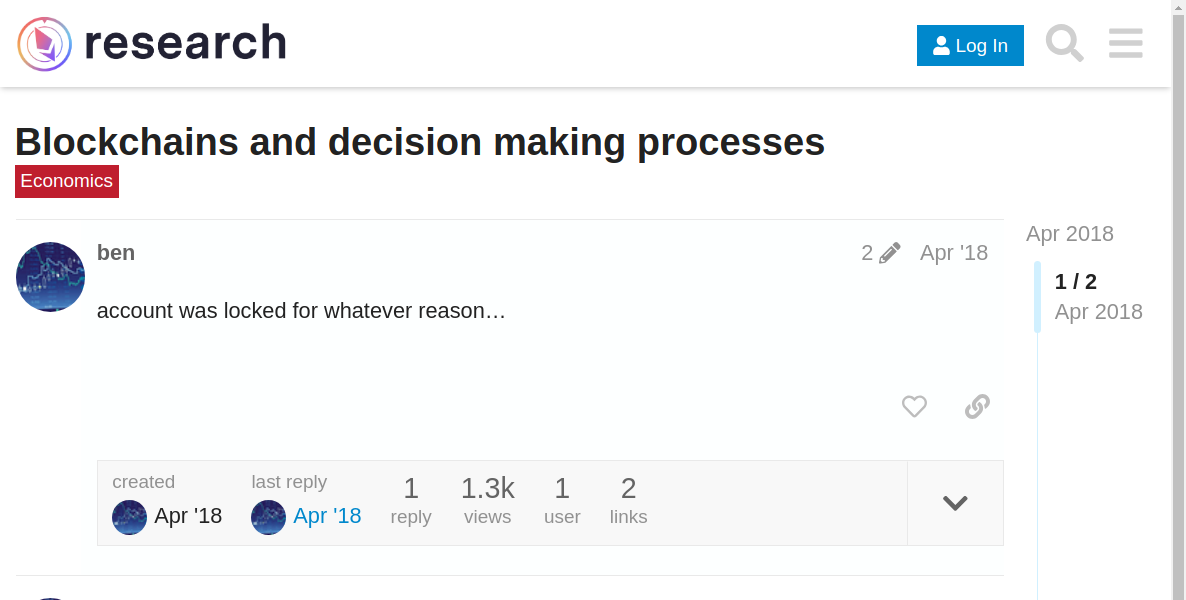 research
Log In
Blockchains and decision making processes
Economics
ben
2
Apr '18
account was locked for whatever reason…
created
Apr '18
last reply
Apr '18
1
reply
1.3k
views
1
user
2
links
Apr 2018
1 / 2
Apr 2018